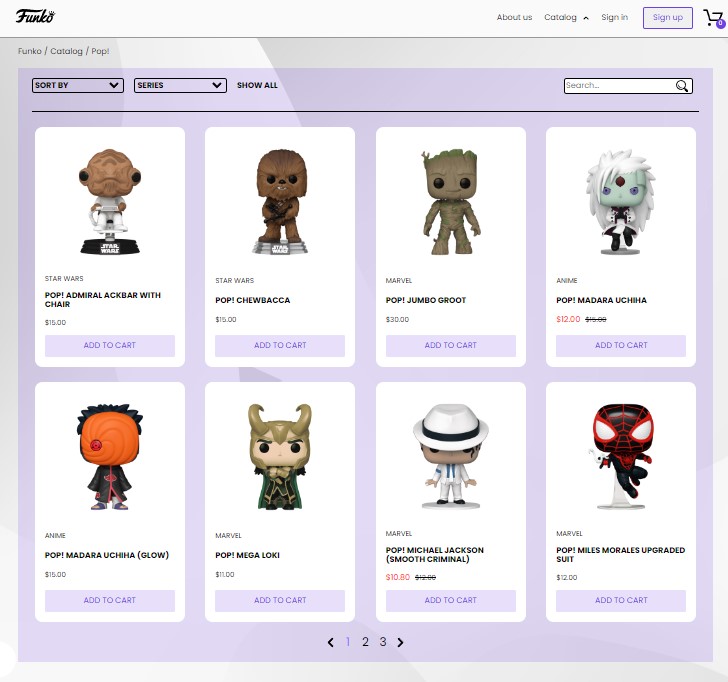 Funko
About us Catalog Sign in Sign up 0
Funko / Catalog / Pop!
SORT BY SERIES SHOW ALL Search...
STAR WARS
STAR WARS
POP! ADMIRAL ACKBAR WITH
CHAIR
$15.00
ADD TO CART
STAR WARS
STAR WARS
POP! CHEWBACCA
$15.00
ADD TO CART
MARVEL
POP! JUMBO GROOT
$30.00
ADD TO CART
ANIME
POP! MADARA UCHIHA
$12.00 $15.00
ADD TO CART
ANIME
POP! MADARA UCHIHA (GLOW)
$15.00
ADD TO CART
MARVEL
POP! MEGA LOKI
$11.00
ADD TO CART
MARVEL
POP! MICHAEL JACKSON
(SMOOTH CRIMINAL)
$10.80 $12.00
ADD TO CART
MARVEL
POP! MILES MORALES UPGRADED
SUIT
$12.00
ADD TO CART
1 2 3